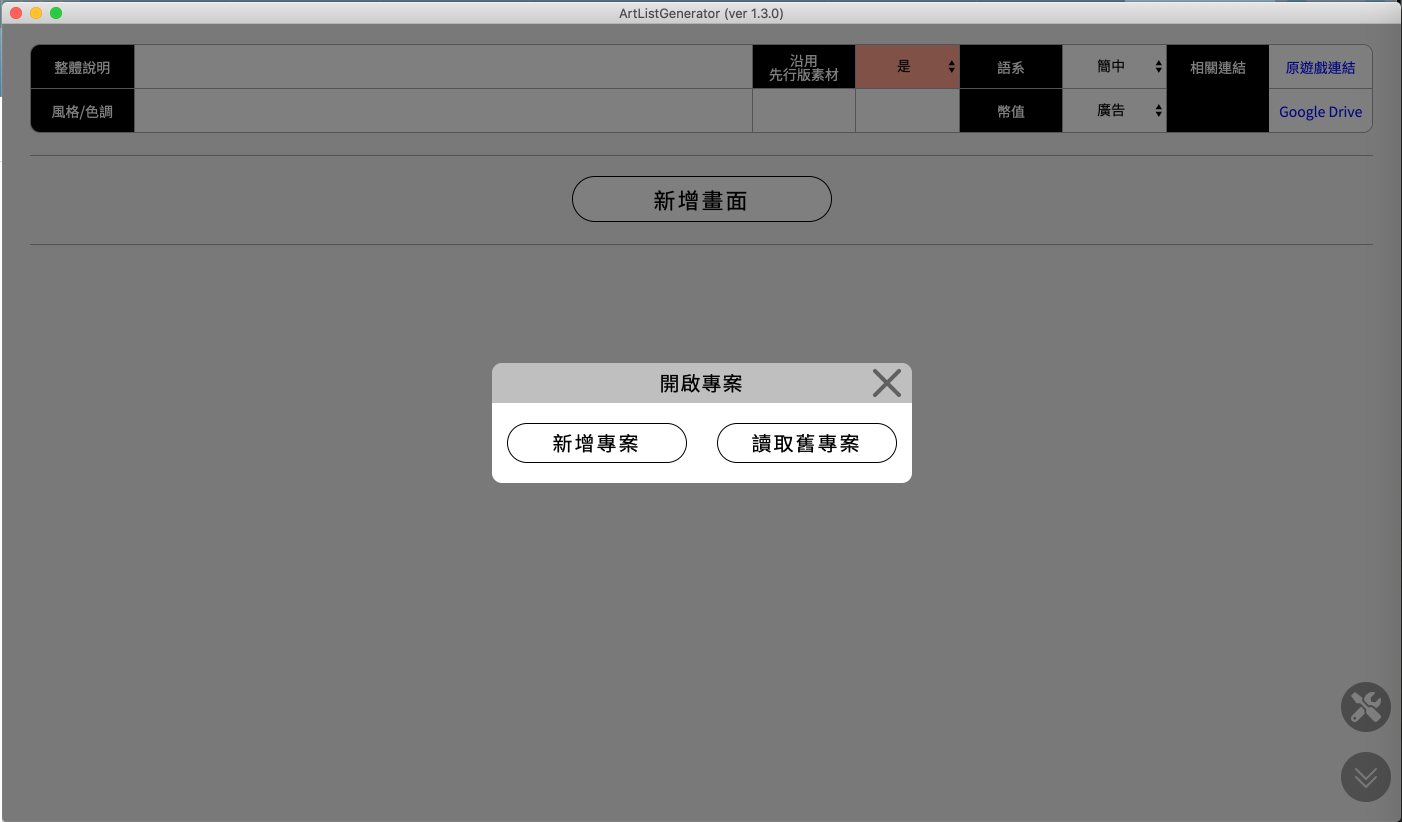 ArtListGenerator (ver 1.3.0)
整體說明
沿用
先行版素材
是
語系
簡中
相關連結
原遊戲連結
風格/色調
幣值
廣告
Google Drive
新增畫面
開啟專案
新增專案
讀取舊專案